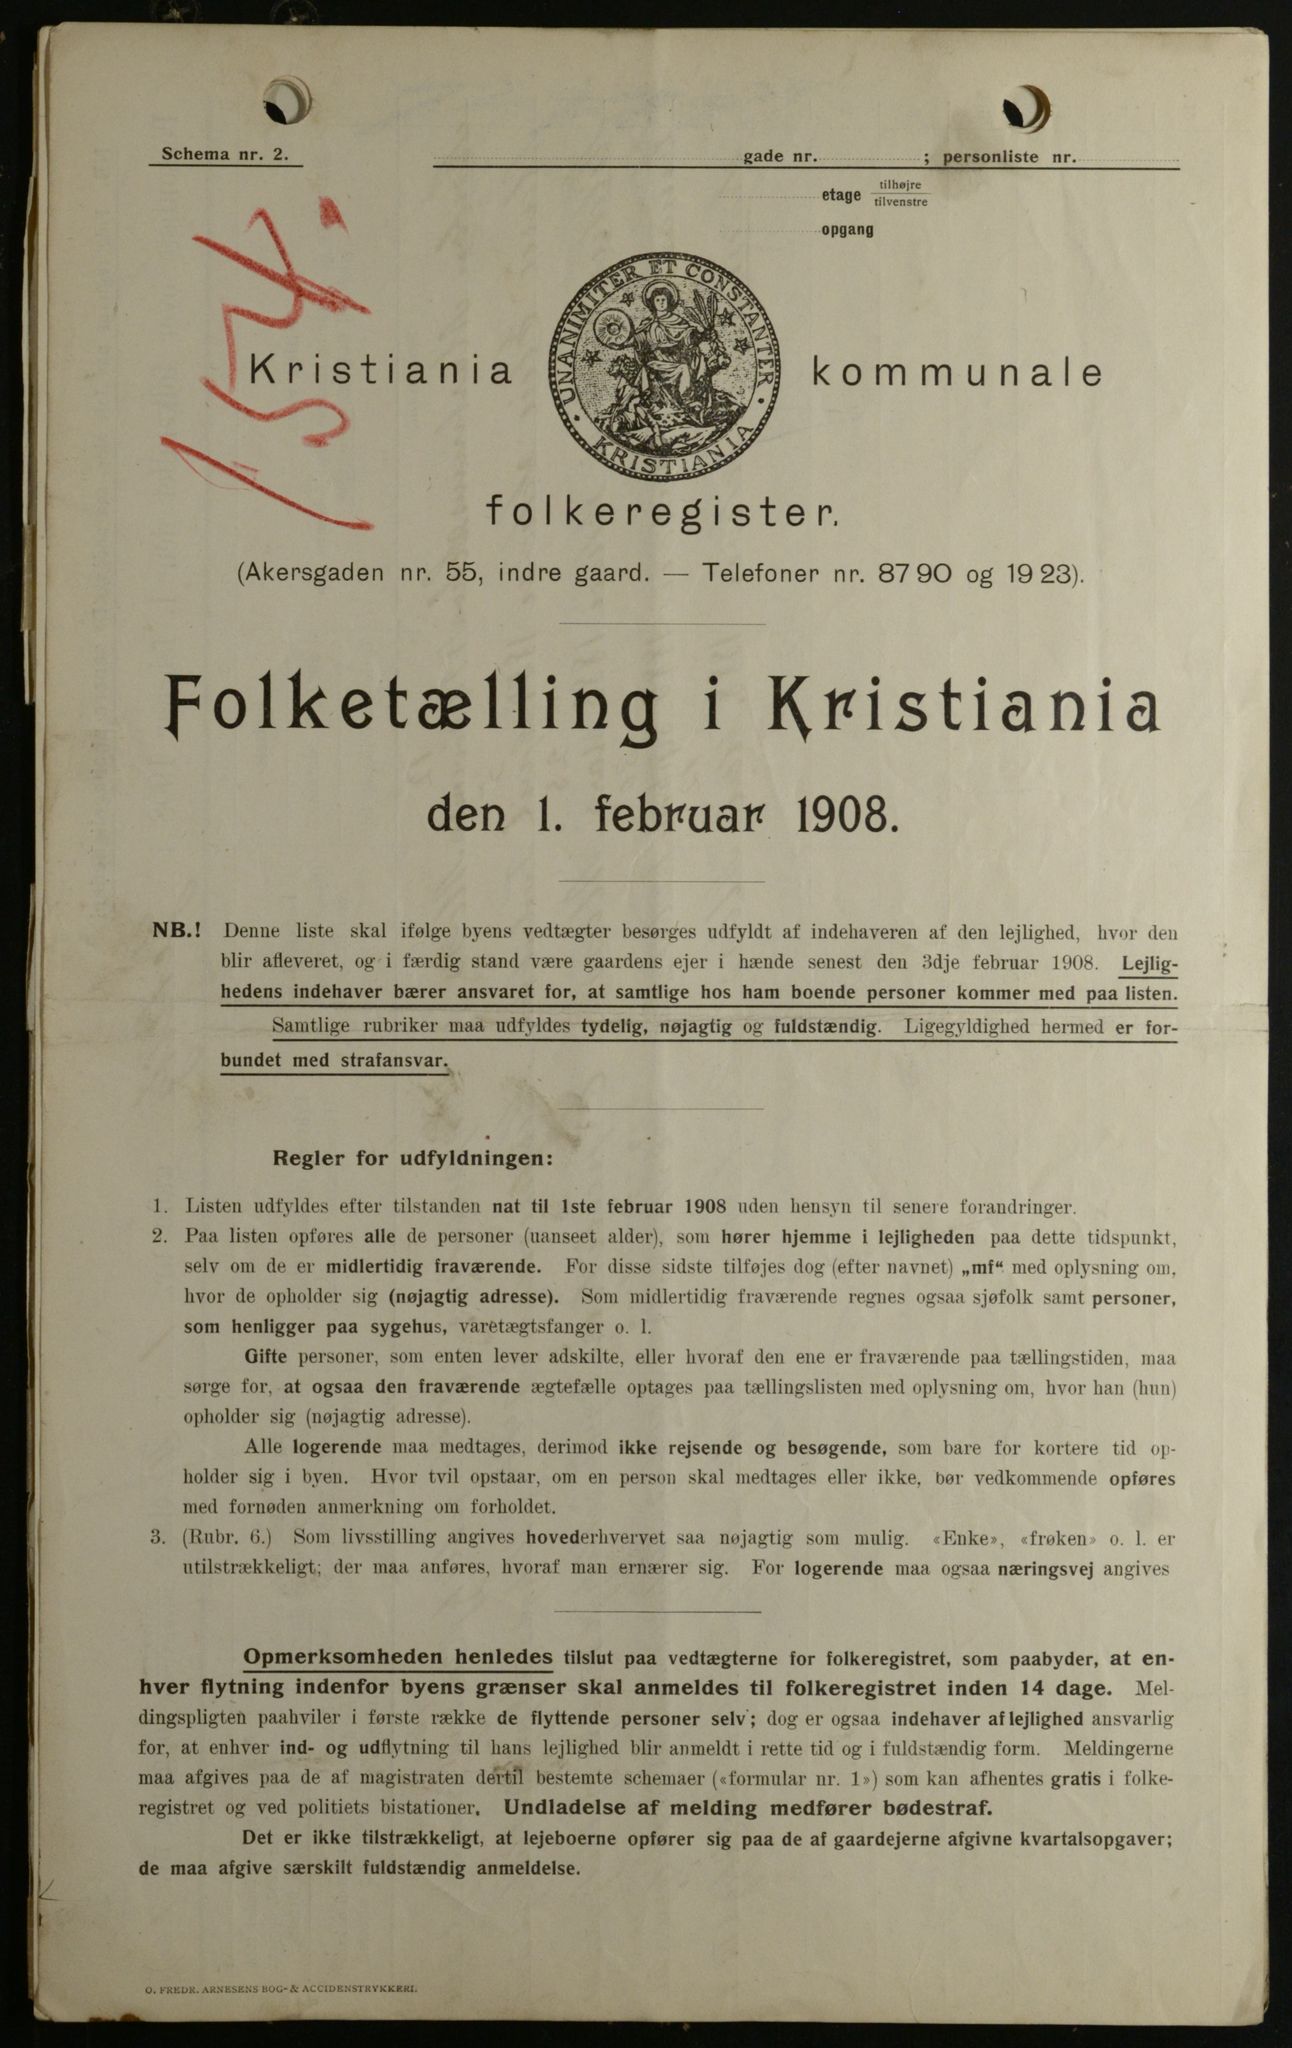 Schema nr. 2.
gade nr. ; personliste nr.
etage tilhøjre
tilvenstre
opgang
154.
UNANIMITER ET CONSTANTER
KRISTIANIA
Kristiania kommunale
folkeregister.
(Akersgaden nr. 55, indre gaard. — Telefoner nr. 87 90 og 19 23).
Folketælling i Kristiania
den 1. februar 1908.
NB.! Denne liste skal ifølge byens vedtægter besørges udfyldt af indehaveren af den lejlighed, hvor den
blir afleveret, og i færdig stand være gaardens ejer i hænde senest den 3dje februar 1908. Lejlig-
hedens indehaver bærer ansvaret for, at samtlige hos ham boende personer kommer med paa listen.
Samtlige rubriker maa udfyldes tydelig, nøjagtig og fuldstændig. Ligegyldighed hermed er for-
bundet med strafansvar.
Regler for udfyldningen:
1. Listen udfyldes efter tilstanden nat til 1ste februar 1908 uden hensyn til senere forandringer.
2. Paa listen opføres alle de personer (uanseet alder), som hører hjemme i lejligheden paa dette tidspunkt,
selv om de er midlertidig fraværende. For disse sidste tilføjes dog (efter navnet) „mf“ med oplysning om,
hvor de opholder sig (nøjagtig adresse). Som midlertidig fraværende regnes ogsaa sjøfolk samt personer,
som henligger paa sygehus, varetægtsfanger o. l.
Gifte personer, som enten lever adskilte, eller hvoraf den ene er fraværende paa tællingstiden, maa
sørge for, at ogsaa den fraværende ægtefælle optages paa tællingslisten med oplysning om, hvor han (hun)
opholder sig (nøjagtig adresse).
Alle logerende maa medtages, derimod ikke rejsende og besøgende, som bare for kortere tid op-
holder sig i byen. Hvor tvil opstaar, om en person skal medtages eller ikke, bør vedkommende opføres
med fornøden anmerkning om forholdet.
3. (Rubr. 6.) Som livsstilling angives hovederhvervet saa nøjagtig som mulig. «Enke», «frøken» o. l. er
utilstrækkeligt; der maa anføres, hvoraf man ernærer sig. For logerende maa ogsaa næringsvej angives
Opmerksomheden henledes tilslut paa vedtægterne for folkeregistret, som paabyder, at en-
hver flytning indenfor byens grænser skal anmeldes til folkeregistret inden 14 dage. Mel-
dingspligten paahviler i første række de flyttende personer selv; dog er ogsaa indehaver af lejlighed ansvarlig
for, at enhver ind- og udflytning til hans lejlighed blir anmeldt i rette tid og i fuldstændig form. Meldingerne
maa afgives paa de af magistraten dertil bestemte schemaer («formular nr. 1») som kan afhentes gratis i folke-
registret og ved politiets bistationer. Undladelse af melding medfører bødestraf.
Det er ikke tilstrækkeligt, at lejeboerne opfører sig paa de af gaardejerne afgivne kvartalsopgaver;
de maa afgive særskilt fuldstændig anmeldelse.
O. FREDR. ARNESENS BOG- & ACCIDENSTRYKKERI.